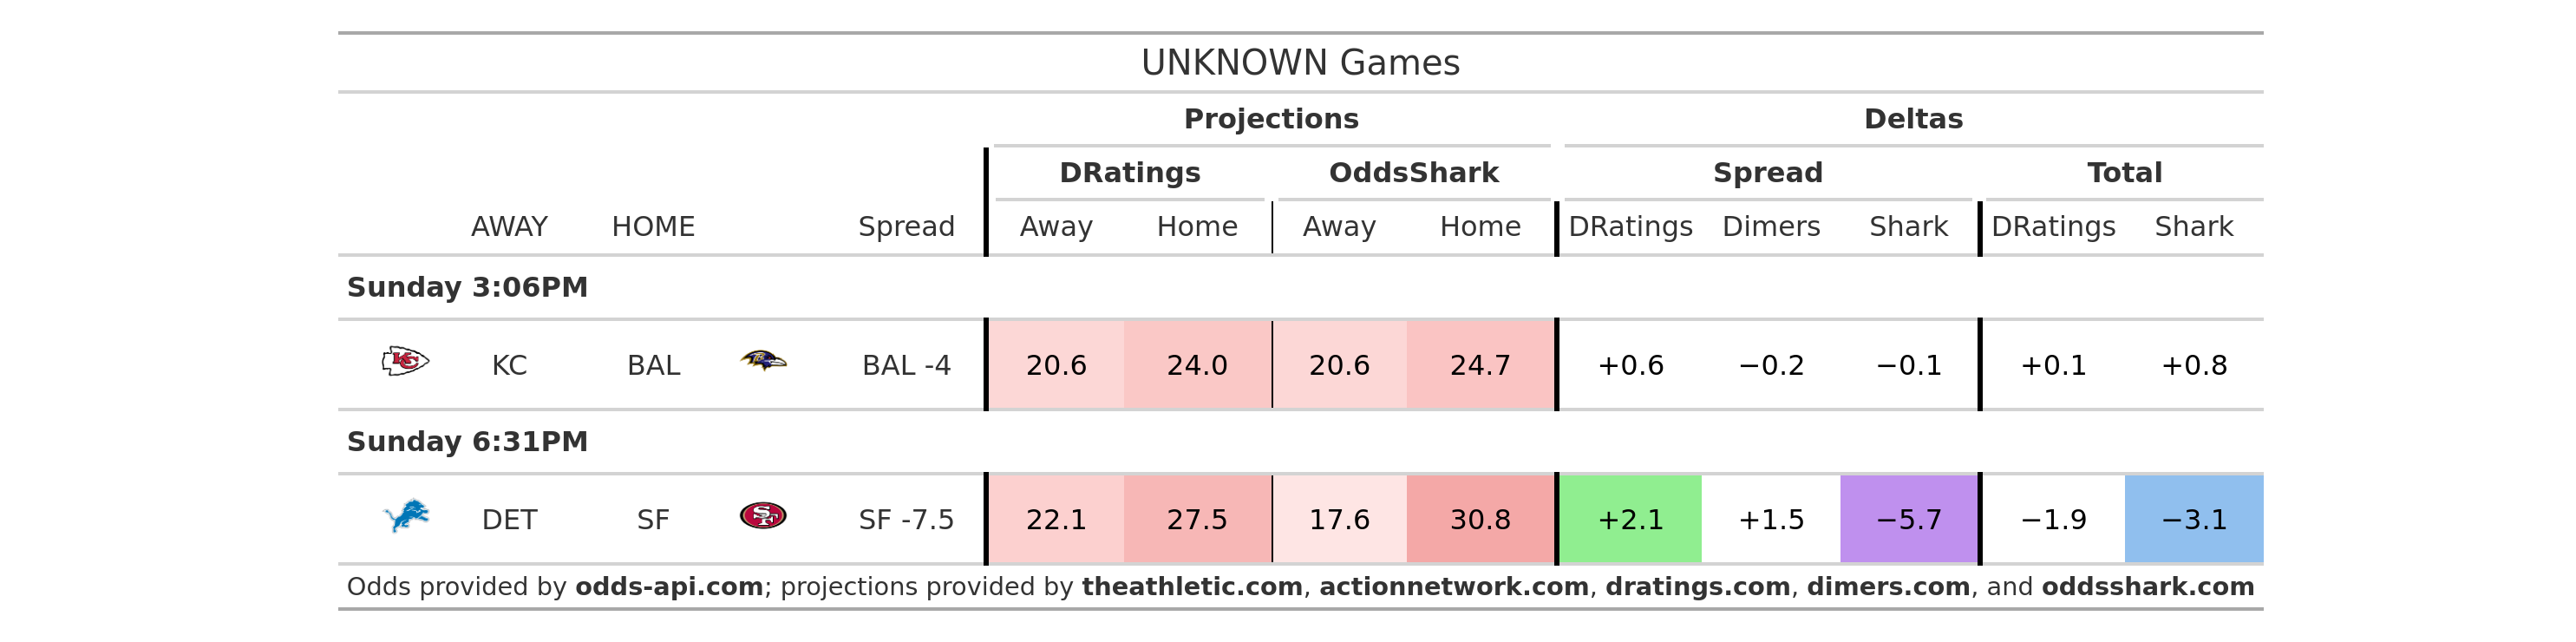 UNKNOWN Games
Projections Deltas
DRatings OddsShark Spread Total
AWAY HOME Spread Away Home Away Home DRatings Dimers Shark DRatings Shark
Sunday 3:06PM
KC KC BAL BAL -4 20.6 24.0 20.6 24.7 +0.6 −0.2 −0.1 +0.1 +0.8
Sunday 6:31PM
DET SF SF SF -7.5 22.1 27.5 17.6 30.8 +2.1 +1.5 −5.7 −1.9 −3.1
Odds provided by odds-api.com; projections provided by theathletic.com, actionnetwork.com, dratings.com, dimers.com, and oddsshark.com